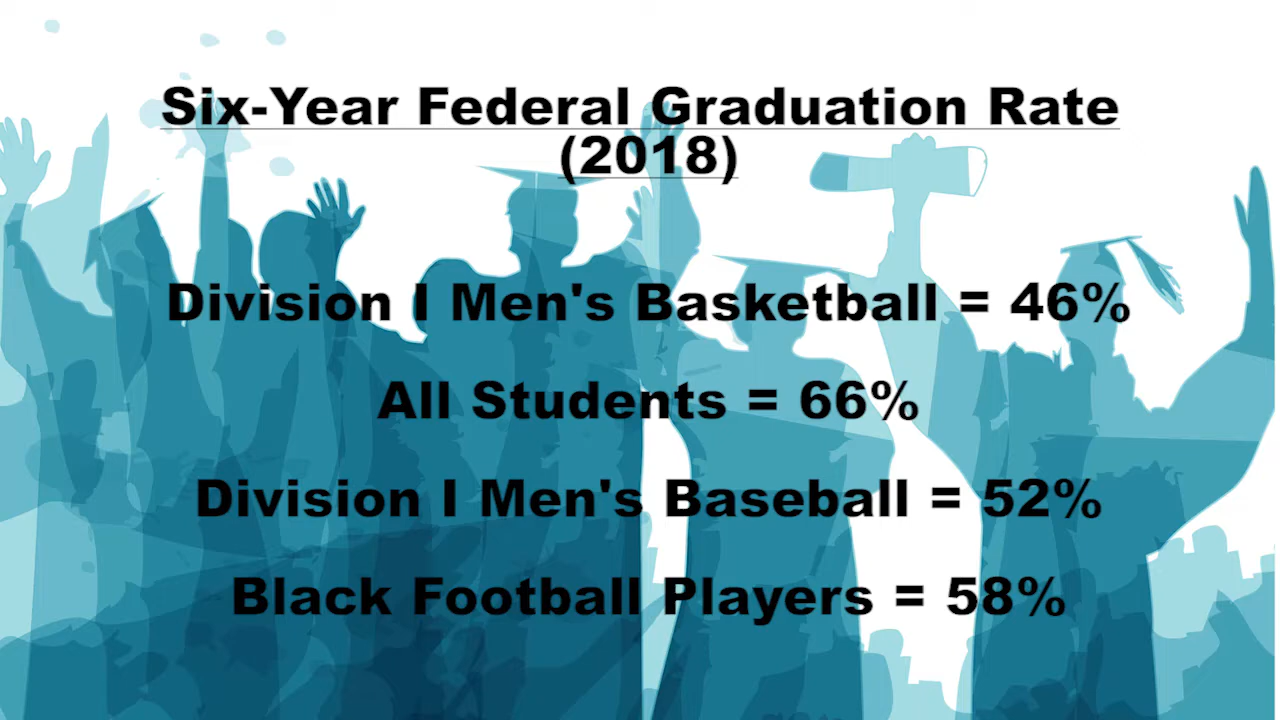 Six-Year Federal Graduation Rate
(2018)
Division I Men's Basketball = 46%
All Students = 66%
Division I Men's Baseball = 52%
Black Football Players = 58%